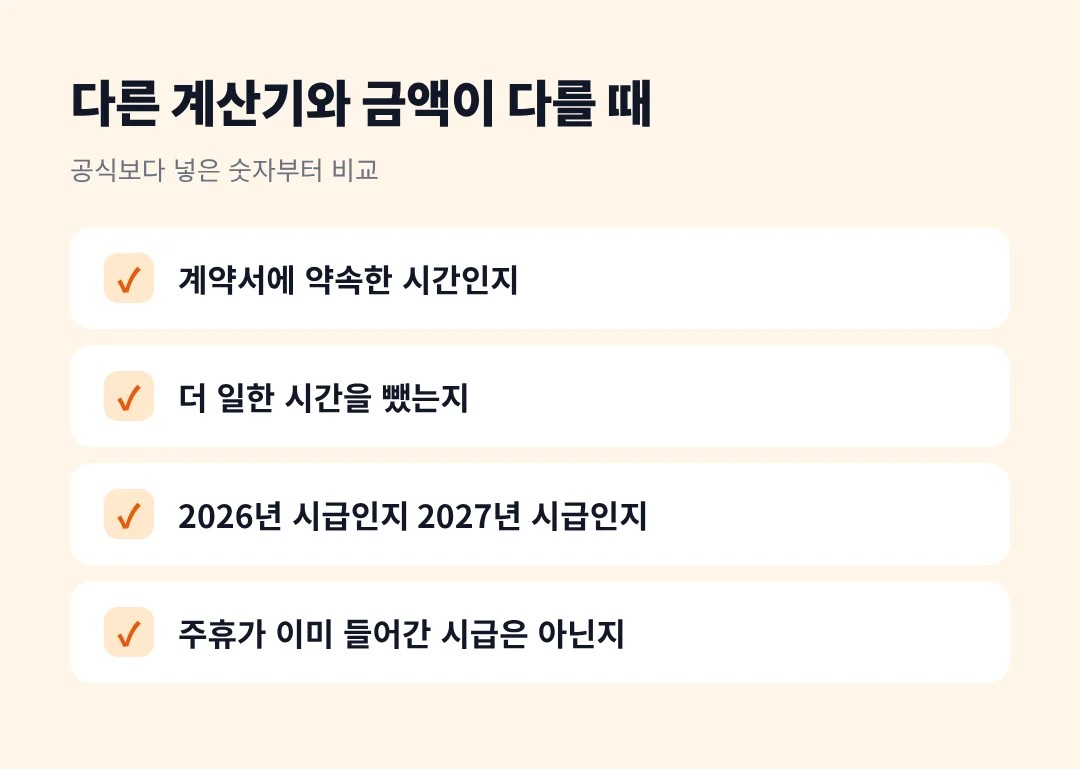 다른 계산기와 금액이 다를 때
공식보다 넣은 숫자부터 비교
계약서에 약속한 시간인지
더 일한 시간을 뺐는지
2026년 시급인지 2027년 시급인지
주휴가 이미 들어간 시급은 아닌지